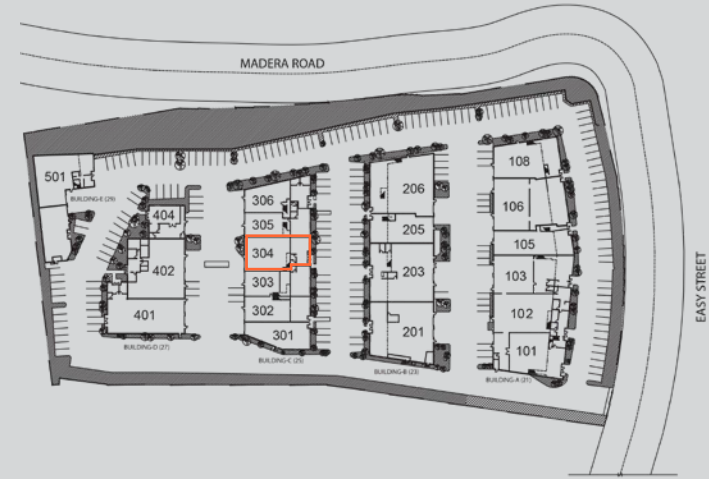 MADERA ROAD
EASY STREET
501
BUILDING-E (29)
404
402
401
BUILDING-D (27)
306
305
304
303
302
301
BUILDING-C (25)
206
205
203
201
BUILDING-B (23)
108
106
105
103
102
101
BUILDING-A (21)